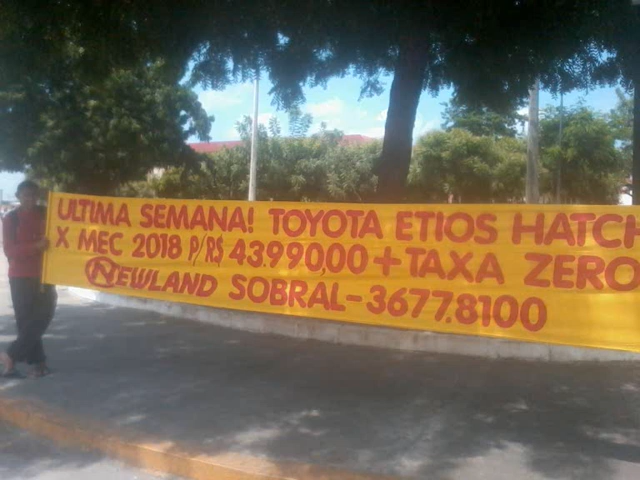 ULTIMA SEMANA! TOYOTA ETIOS HATCH
X MEC 2018 P/R$ 43.990,00 + TAXA ZERO
NEWLAND SOBRAL - 3677.8100